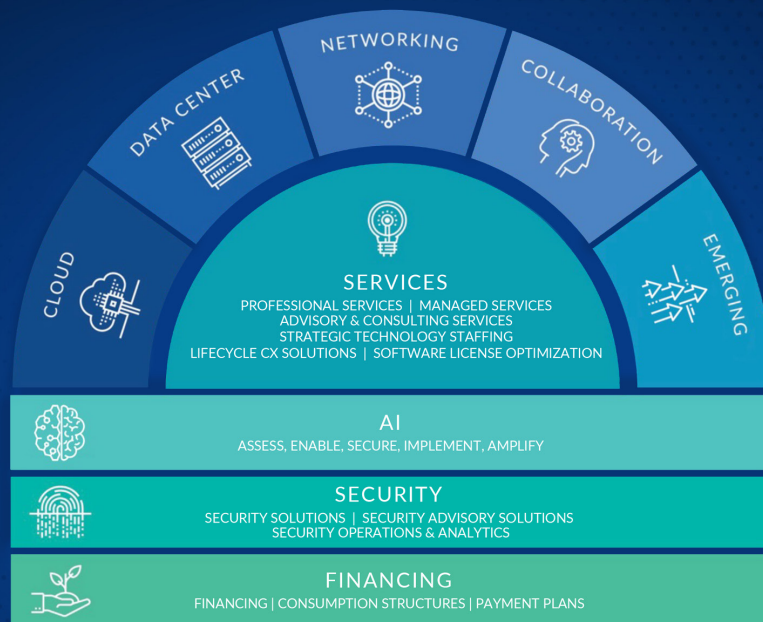 CLOUD
DATA CENTER
NETWORKING
COLLABORATION
EMERGING
SERVICES
PROFESSIONAL SERVICES | MANAGED SERVICES
ADVISORY & CONSULTING SERVICES
STRATEGIC TECHNOLOGY STAFFING
LIFECYCLE CX SOLUTIONS | SOFTWARE LICENSE OPTIMIZATION
AI
ASSESS, ENABLE, SECURE, IMPLEMENT, AMPLIFY
SECURITY
SECURITY SOLUTIONS | SECURITY ADVISORY SOLUTIONS
SECURITY OPERATIONS & ANALYTICS
FINANCING
FINANCING | CONSUMPTION STRUCTURES | PAYMENT PLANS